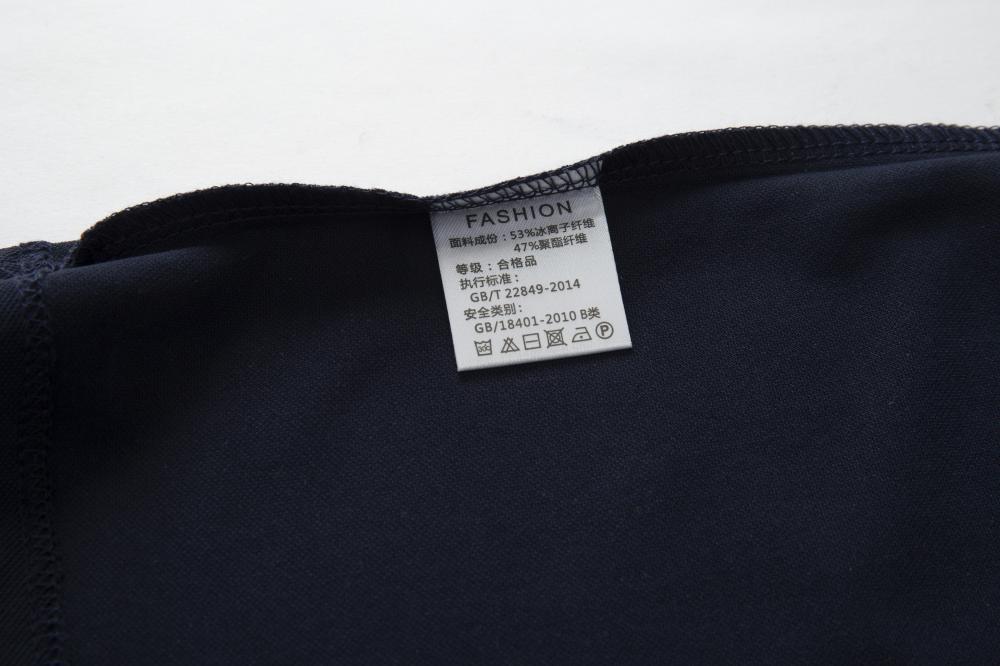 FASHION
面料成份：53%冰离子纤维
47%聚酯纤维
等级：合格品
执行标准：
GB/T 22849-2014
安全类别：
GB/18401-2010 B类
P